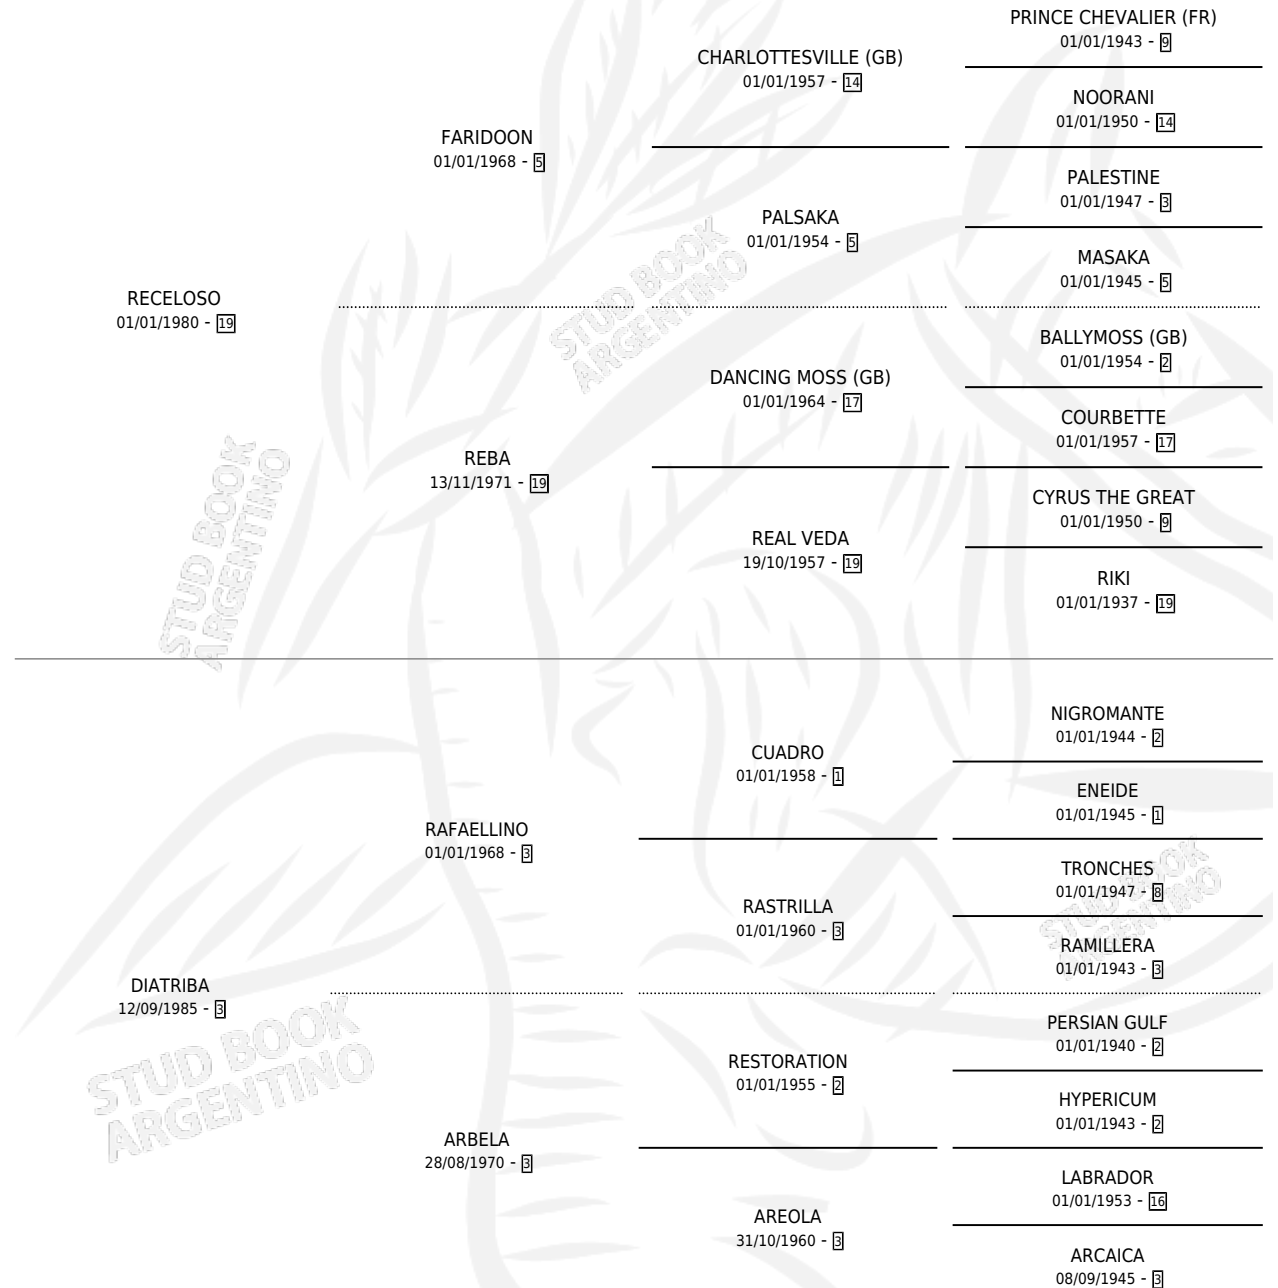 PRINCE CHEVALIER (FR)
01/01/1943 - 9
CHARLOTTESVILLE (GB)
01/01/1957 - 14
NOORANI
01/01/1950 - 14
FARIDOON
01/01/1968 - 5
PALESTINE
01/01/1947 - 3
PALSAKA
01/01/1954 - 5
MASAKA
01/01/1945 - 5
RECELOSO
01/01/1980 - 19
BALLYMOSS (GB)
01/01/1954 - 2
DANCING MOSS (GB)
01/01/1964 - 17
COURBETTE
01/01/1957 - 17
REBA
13/11/1971 - 19
CYRUS THE GREAT
01/01/1950 - 9
REAL VEDA
19/10/1957 - 19
RIKI
01/01/1937 - 19
NIGROMANTE
01/01/1944 - 2
CUADRO
01/01/1958 - 1
ENEIDE
01/01/1945 - 1
RAFAELLINO
01/01/1968 - 3
TRONCHES
01/01/1947 - 8
RASTRILLA
01/01/1960 - 3
RAMILLERA
01/01/1943 - 3
DIATRIBA
12/09/1985 - 3
PERSIAN GULF
01/01/1940 - 2
RESTORATION
01/01/1955 - 2
HYPERICUM
01/01/1943 - 2
ARBELA
28/08/1970 - 3
LABRADOR
01/01/1953 - 16
AREOLA
31/10/1960 - 3
ARCAICA
08/09/1945 - 3
STUD BOOK
ARGENTINO
STUD BOOK
ARGENTINO
STUD BOOK
ARGENTINO
STUD BOOK
ARGENTINO